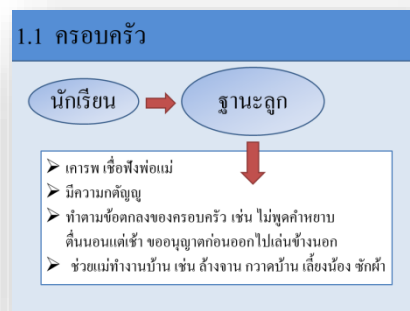 1.1 ครอบครัว
นักเรียน
ฐานะลูก
เคารพ เชื่อฟังพ่อแม่
มีความกตัญญู
ทำตามข้อตกลงของครอบครัว เช่น ไม่พูดคำหยาบ
ตื่นนอนแต่เช้า ขออนุญาตก่อนออกไปเล่นข้างนอก
ช่วยแม่ทำงานบ้าน เช่น ล้างจาน กวาดบ้าน เลี้ยงน้อง ซักผ้า